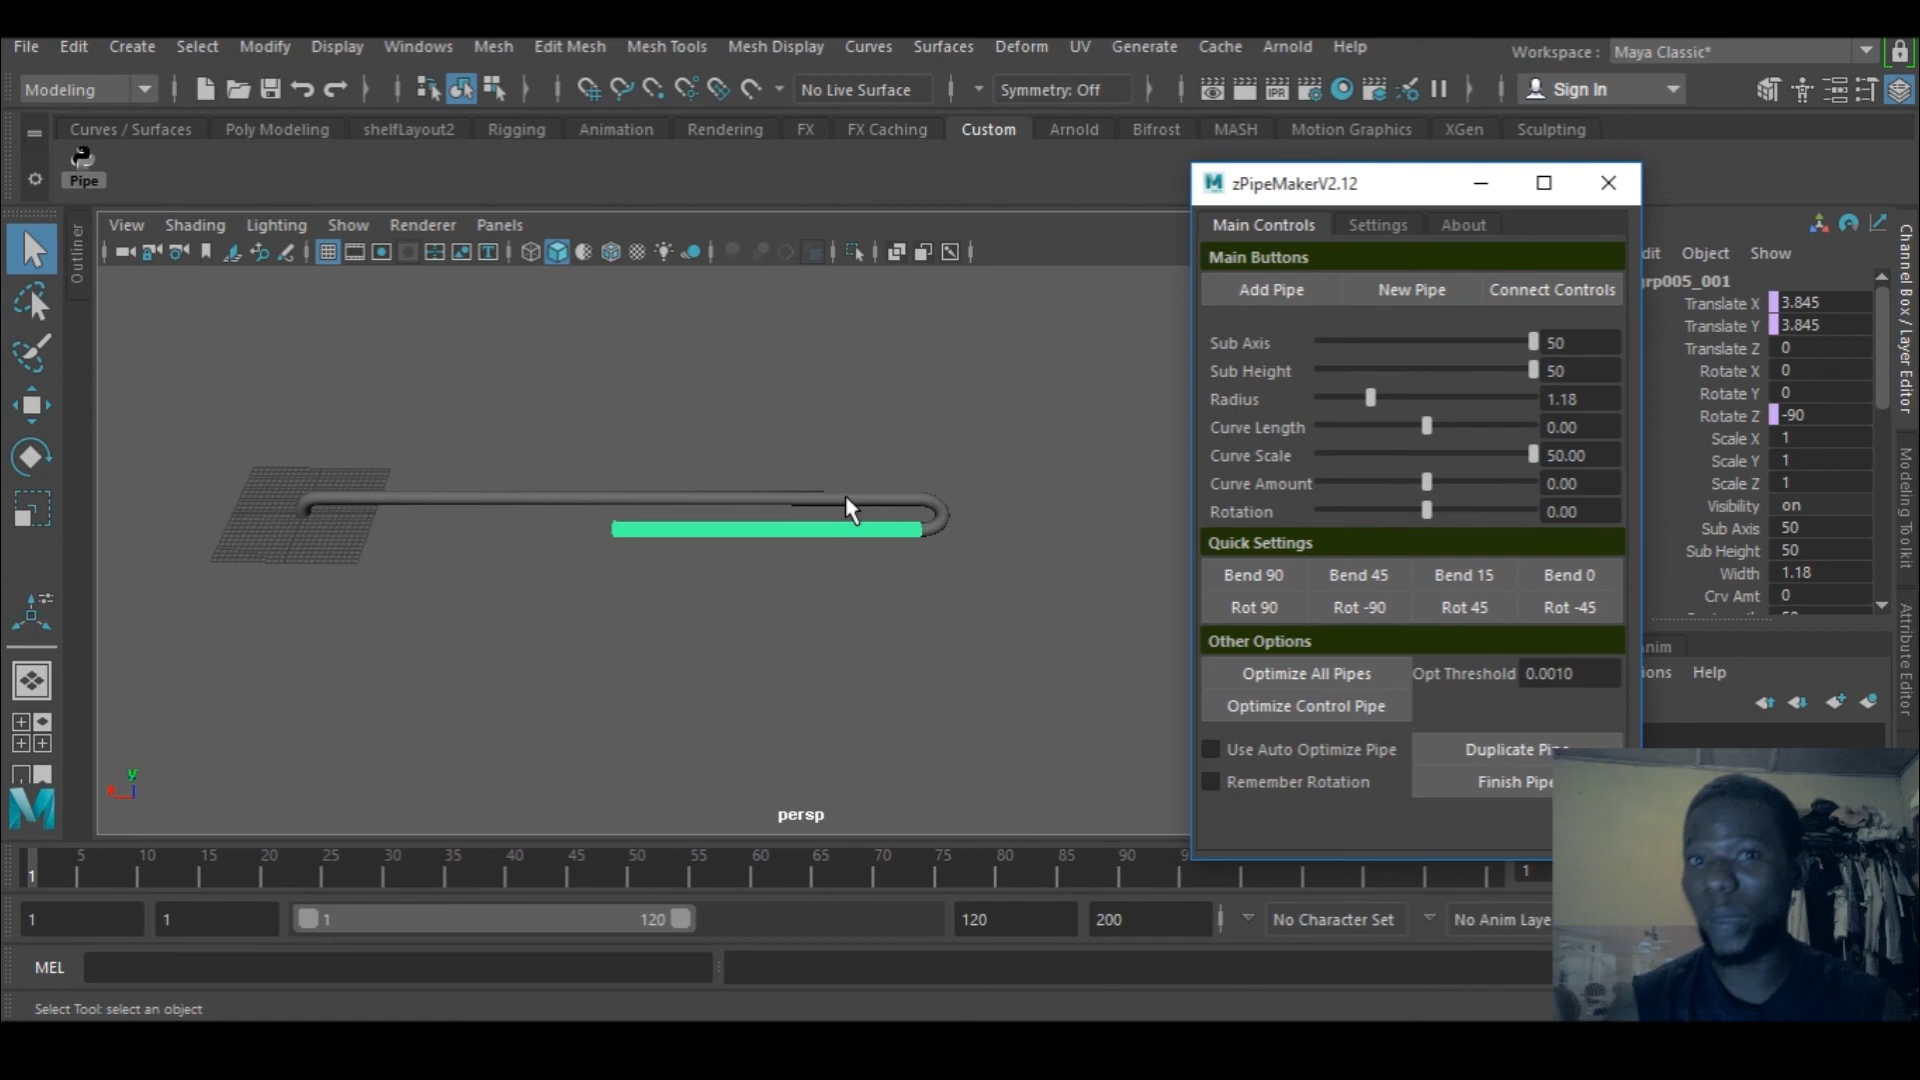 File Edit Create Select Modify Display Windows Mesh Edit Mesh Mesh Tools Mesh Display Curves Surfaces Deform UV Generate Cache Arnold Help Workspace : Maya Classic*
Modeling No Live Surface Symmetry: Off Sign In
Curves / Surfaces Poly Modeling shelfLayout2 Rigging Animation Rendering FX FX Caching Custom Arnold Bifrost MASH Motion Graphics XGen Sculpting
Pipe
zPipeMakerV2.12
View Shading Lighting Show Renderer Panels
Outliner
IPR
Main Controls Settings About
Main Buttons
Add Pipe New Pipe Connect Controls
Sub Axis 50
Sub Height 50
Radius 1.18
Curve Length 0.00
Curve Scale 50.00
Curve Amount 0.00
Rotation 0.00
Quick Settings
Bend 90 Bend 45 Bend 15 Bend 0
Rot 90 Rot -90 Rot 45 Rot -45
Other Options
Optimize All Pipes Opt Threshold 0.0010
Optimize Control Pipe
Use Auto Optimize Pipe Duplicate Pip
Remember Rotation Finish Pipe
dit Object Show
rp005_001
Translate X 3.845
Translate Y 3.845
Translate Z 0
Rotate X 0
Rotate Y 0
Rotate Z -90
Scale X 1
Scale Y 1
Scale Z 1
Visibility on
Sub Axis 50
Sub Height 50
Width 1.18
Crv Amt 0
nim
ions Help
Channel Box / Layer Editor
Modeling Toolkit
Attribute Editor
y
persp
5 10 15 20 25 30 35 40 45 50 55 60 65 70 75 80 85 90 9
1 1
1 1 1 120 120 200 No Character Set No Anim Laye
MEL
Select Tool: select an object